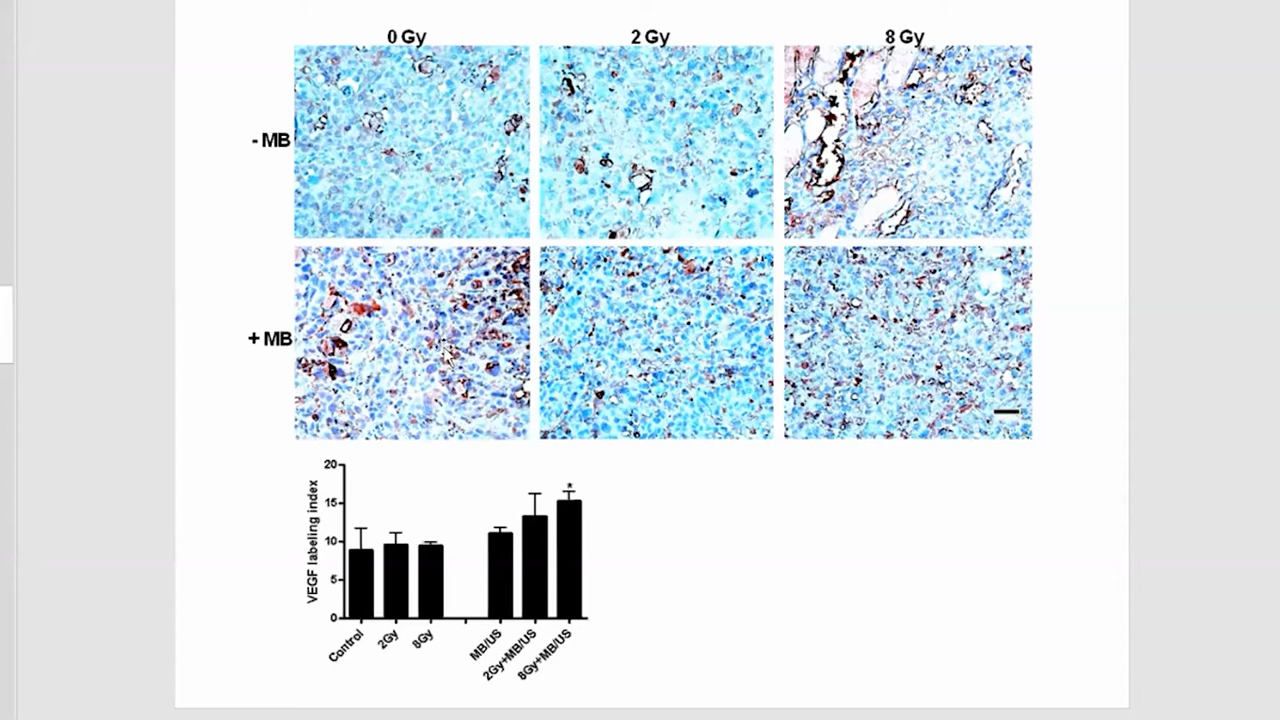 0 Gy 2 Gy 8 Gy
- MB
+ MB
VEGF labeling index
20
15
10
5
0
Control 2Gy 8Gy MB/US 2Gy+MB/US 8Gy+MB/US
*